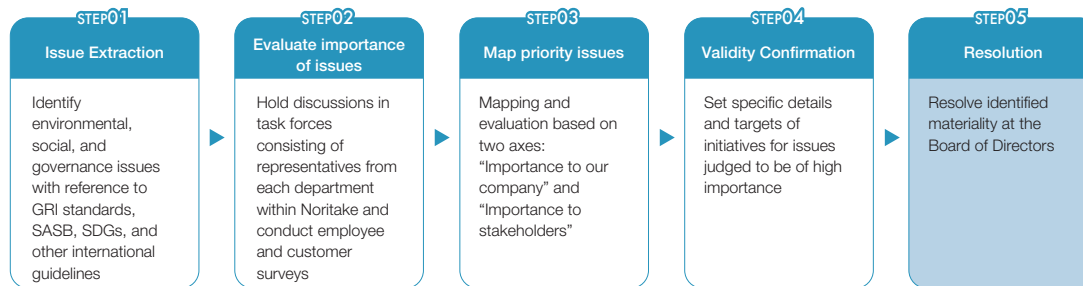 STEP01
Issue Extraction
Identify
environmental,
social, and
governance issues
with reference to
GRI standards,
SASB, SDGs, and
other international
guidelines
STEP02
Evaluate importance
of issues
Hold discussions in
task forces
consisting of
representatives from
each department
within Noritake and
conduct employee
and customer
surveys
STEP03
Map priority issues
Mapping and
evaluation based on
two axes:
“Importance to our
company” and
“Importance to
stakeholders”
STEP04
Validity Confirmation
Set specific details
and targets of
initiatives for issues
judged to be of high
importance
STEP05
Resolution
Resolve identified
materiality at the
Board of Directors